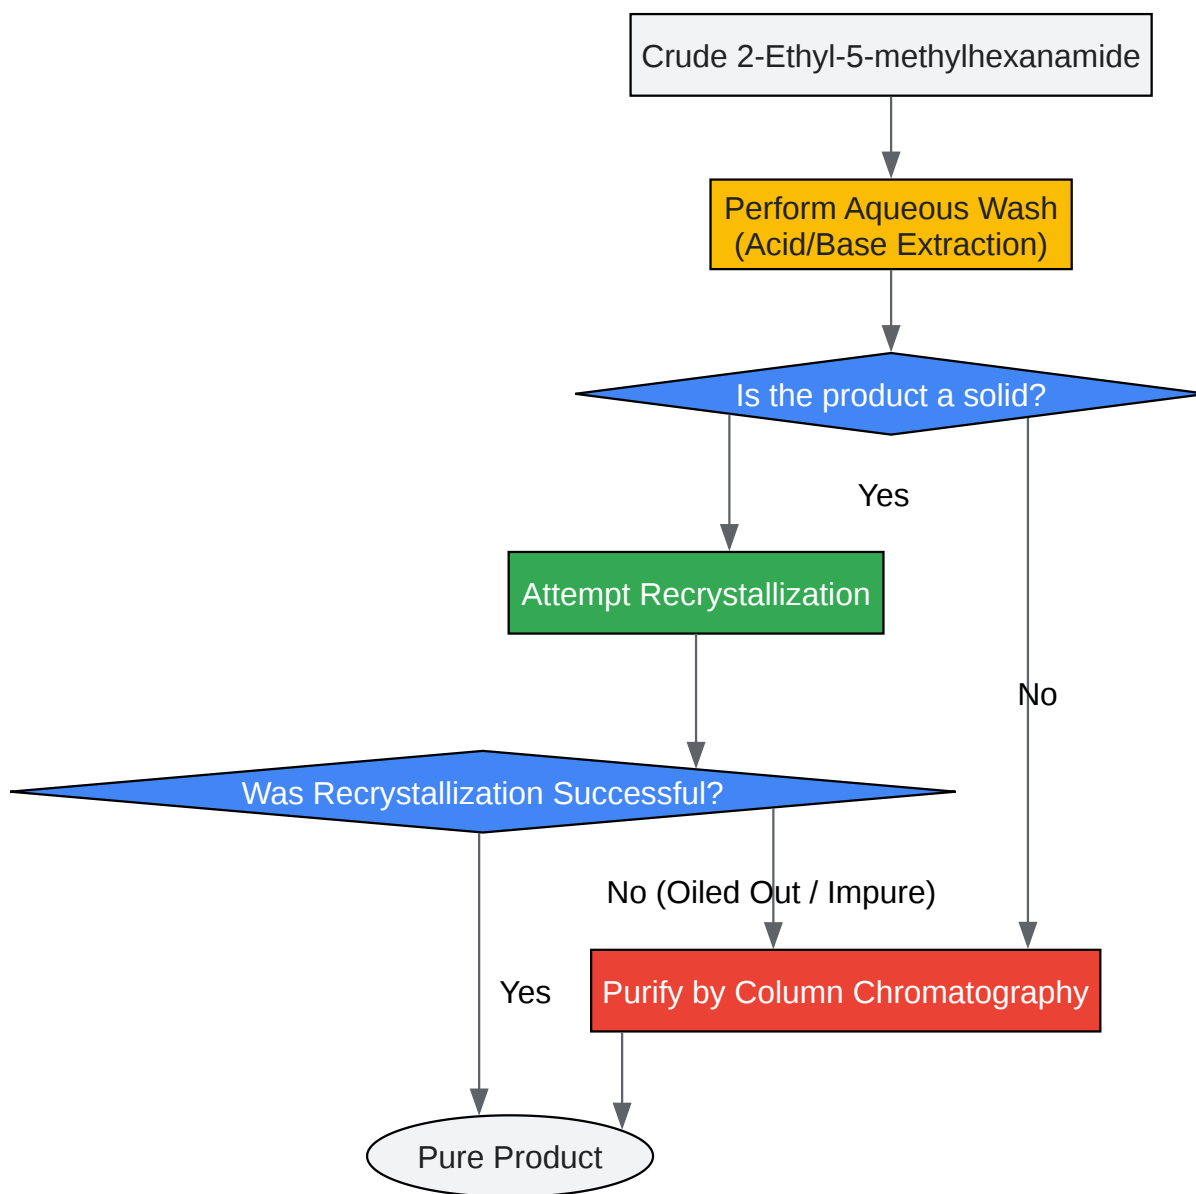 Crude 2-Ethyl-5-methylhexanamide
Perform Aqueous Wash
(Acid/Base Extraction)
Is the product a solid?
Yes
Attempt Recrystallization
No
Was Recrystallization Successful?
No (Oiled Out / Impure)
Yes
Purify by Column Chromatography
Pure Product